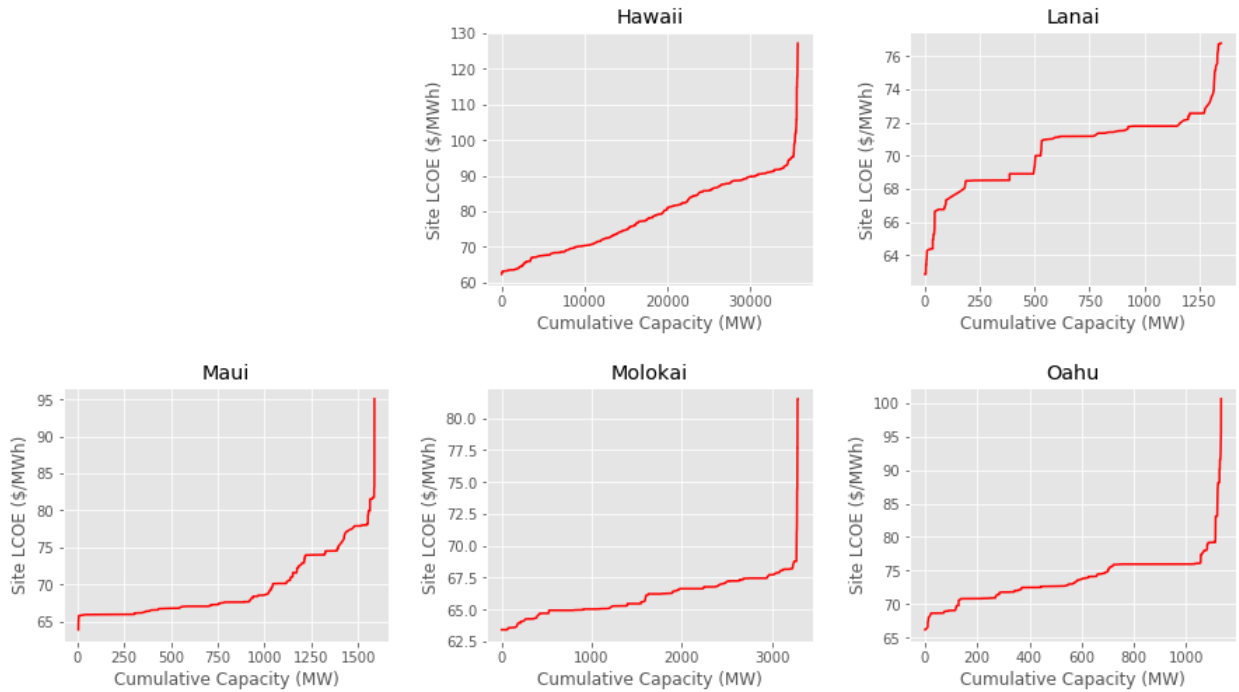 Hawaii
Site LCOE ($/MWh)
130
120
110
100
90
80
70
60
0 10000 20000 30000
Cumulative Capacity (MW)
Lanai
Site LCOE ($/MWh)
76
74
72
70
68
66
64
0 250 500 750 1000 1250
Cumulative Capacity (MW)
Maui
Site LCOE ($/MWh)
95
90
85
80
75
70
65
0 250 500 750 1000 1250 1500
Cumulative Capacity (MW)
Molokai
Site LCOE ($/MWh)
80.0
77.5
75.0
72.5
70.0
67.5
65.0
62.5
0 1000 2000 3000
Cumulative Capacity (MW)
Oahu
Site LCOE ($/MWh)
100
95
90
85
80
75
70
65
0 200 400 600 800 1000
Cumulative Capacity (MW)